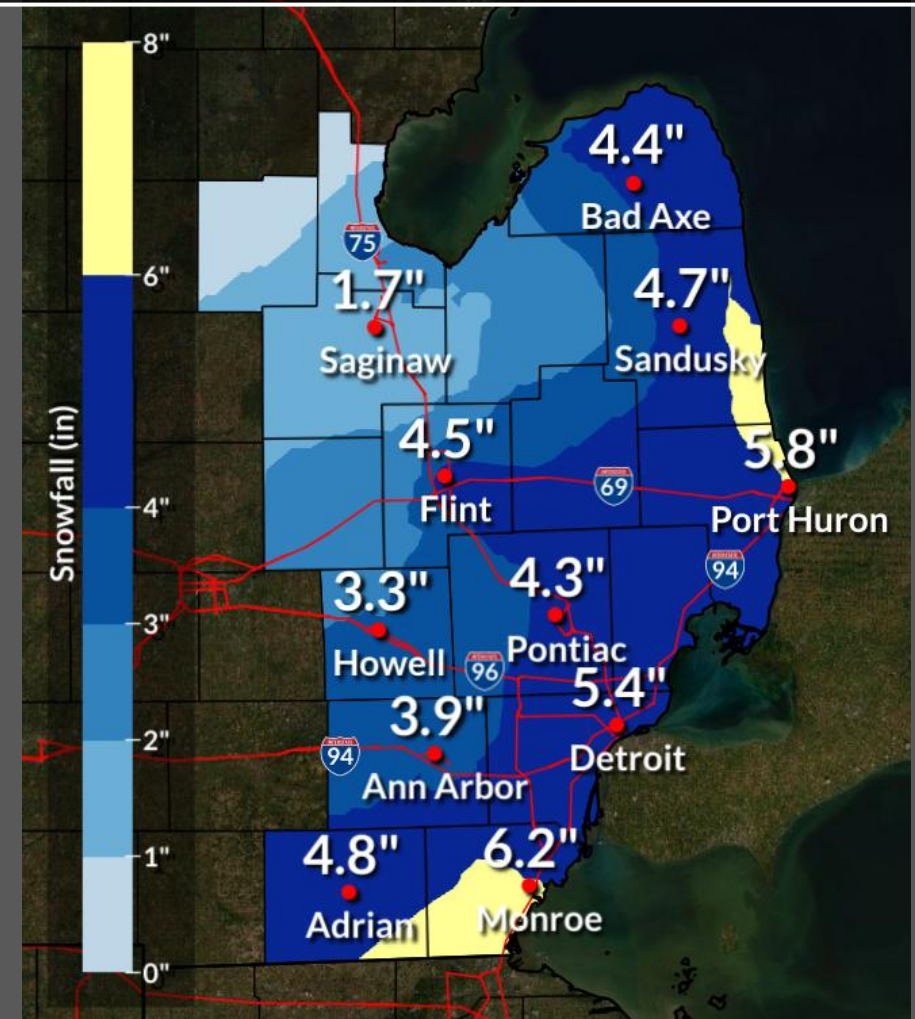 8"
6"
4"
3"
2"
1"
0"
Snowfall (in)
4.4"
Bad Axe
75
1.7"
Saginaw
4.7"
Sandusky
4.5"
Flint
69
5.8"
Port Huron
94
3.3"
Howell
4.3"
Pontiac
96
5.4"
Detroit
3.9"
Ann Arbor
94
4.8"
Adrian
6.2"
Monroe